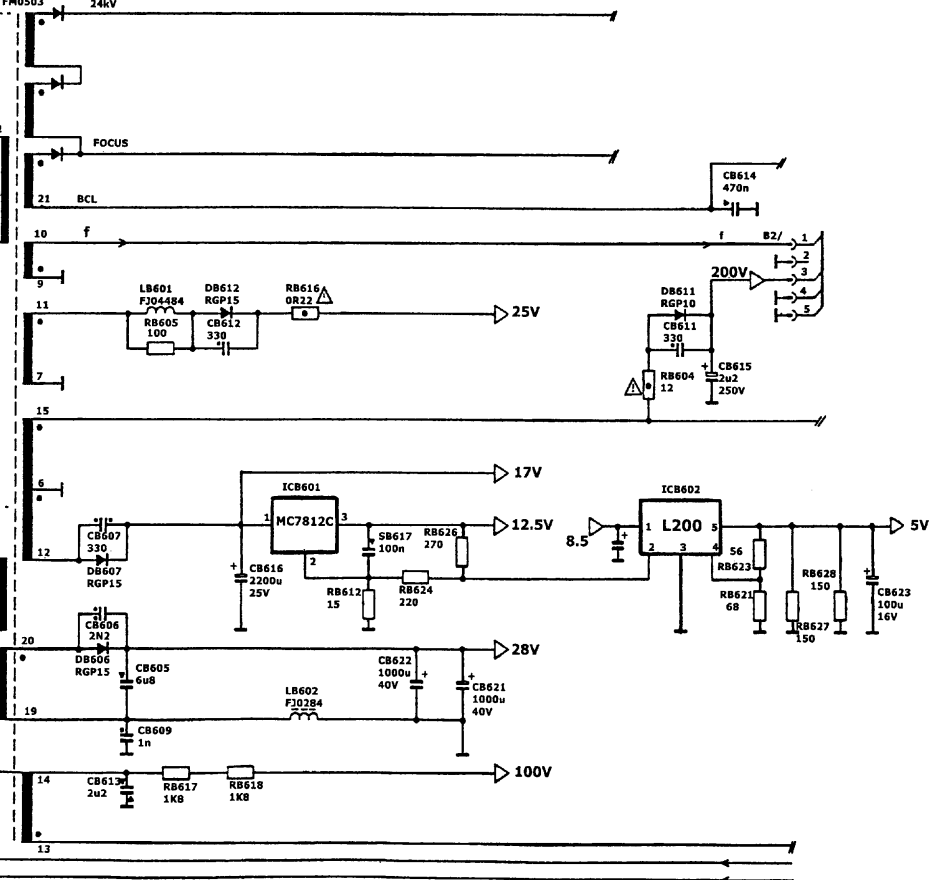 FM0503
24kV
FOCUS
21 BCL
CB614
470n
10 f
f B2/ 1
2
9
200V 3
4
5
11
LB601
FJ04484
RB605
100
DB612
RGP15
CB612
330
RB616
0R22
25V
DB611
RGP10
CB611
330
7
RB604
12
CB615
2u2
250V
15
17V
6
ICB601
1 MC7812C 3
2
12.5V
ICB602
8.5
1 L200 5
2 3 4
5V
CB607
330
12
DB607
RGP15
CB616
2200u
25V
SB617
100n
RB626
270
RB612
15
RB624
220
56
RB623
RB621
68
RB628
150
RB627
150
CB623
100u
16V
CB606
2N2
20
DB606
RGP15
CB605
6u8
28V
CB622
1000u
40V
CB621
1000u
40V
19
LB602
FJ0284
CB609
1n
14
CB613
2u2
RB617
1K8
RB618
1K8
100V
13